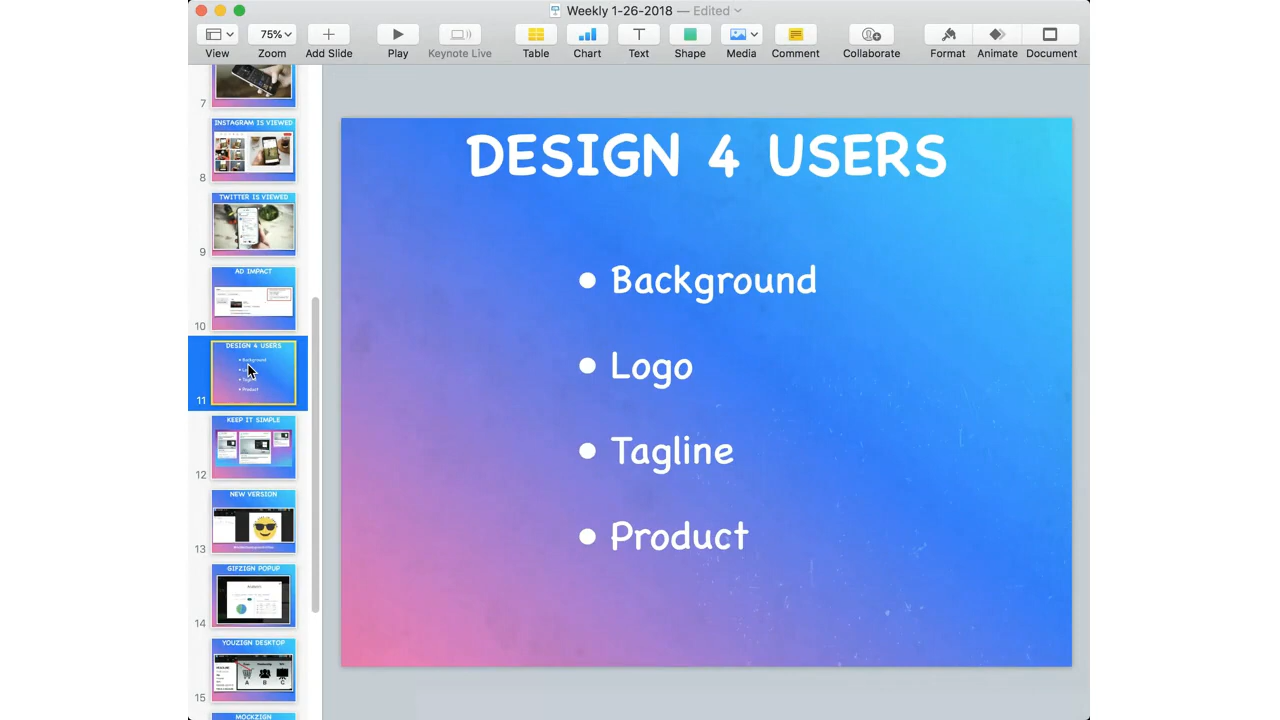 Weekly 1-26-2018 — Edited
75%
View
Zoom
Add Slide
Play
Keynote Live
Table
Chart
Text
Shape
Media
Comment
Collaborate
Format
Animate
Document
7
INSTAGRAM IS VIEWED
8
TWITTER IS VIEWED
9
AD IMPACT
10
DESIGN 4 USERS
Background
Product
11
KEEP IT SIMPLE
12
NEW VERSION
13
GIFZIGN POPUP
14
YOUZIGN DESKTOP
A B C
15
MOCKZIGN
DESIGN 4 USERS
• Background
• Logo
• Tagline
• Product